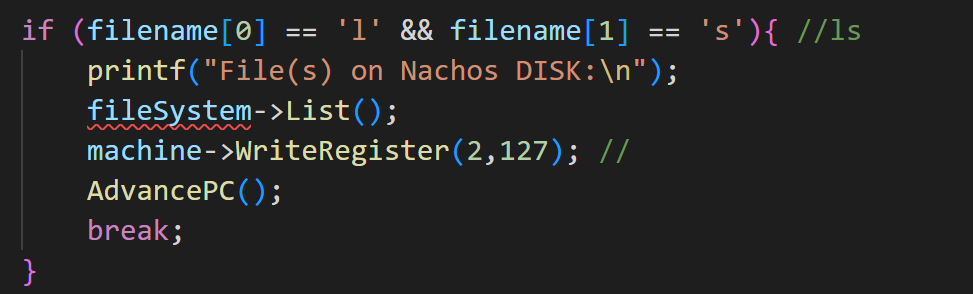 if (filename[0] == 'l' && filename[1] == 's'){ //ls
    printf("File(s) on Nachos DISK:\n");
    fileSystem->List();
    machine->WriteRegister(2,127); //
    AdvancePC();
    break;
}